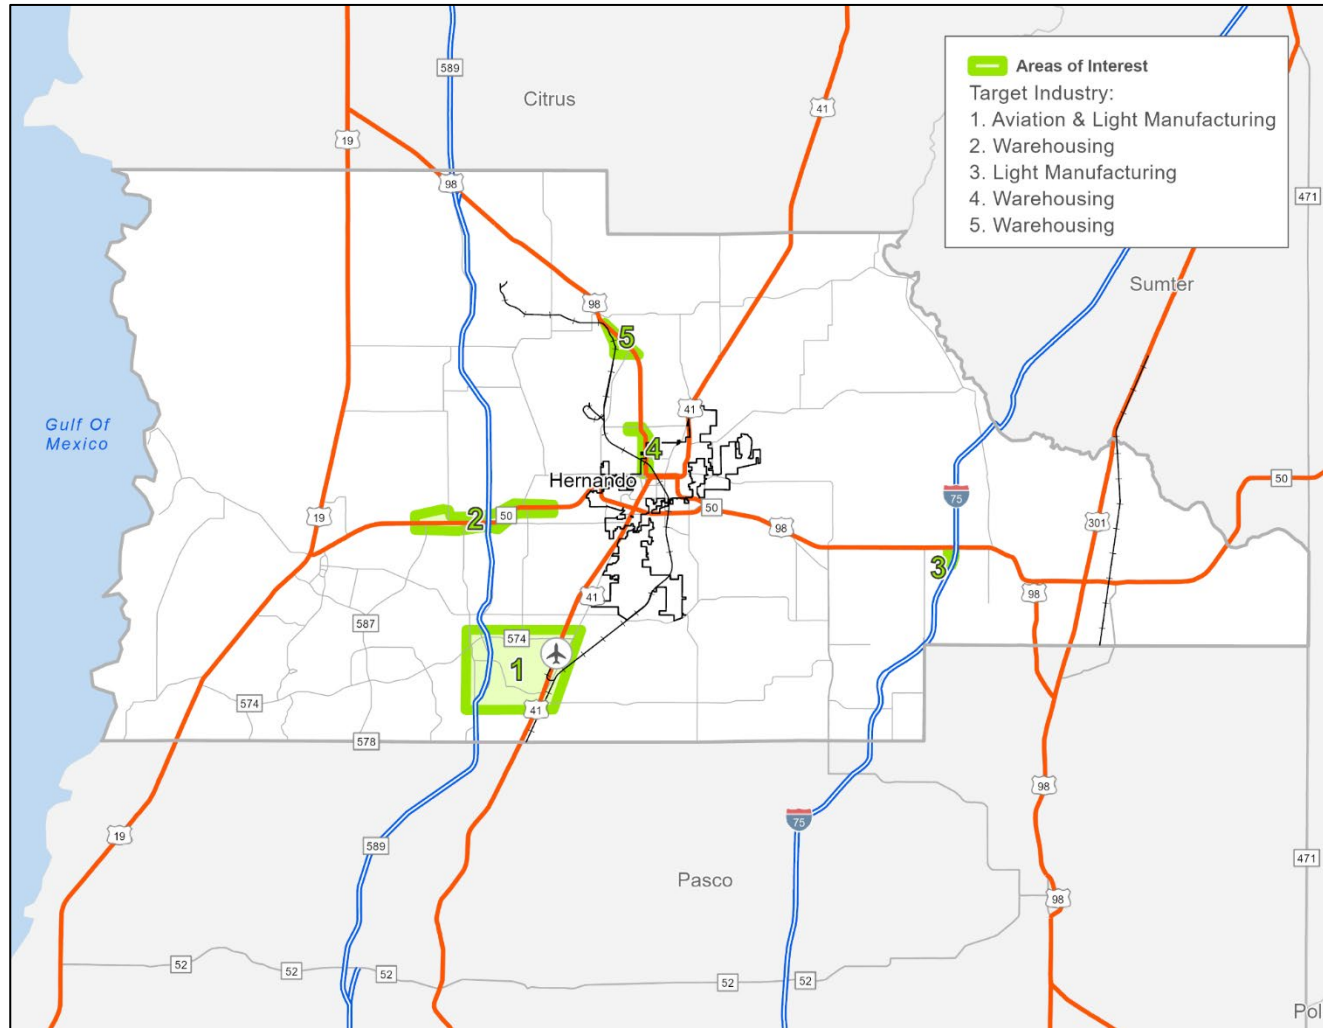 Areas of Interest
Target Industry:
1. Aviation & Light Manufacturing
2. Warehousing
3. Light Manufacturing
4. Warehousing
5. Warehousing
589
Citrus
41
19
98
471
Sumter
98
5
Gulf Of
Mexico
41
4
Hernando
50
75
19
2
50
50
98
301
3
98
41
587
574
1
574
41
578
98
75
19
589
471
Pasco
98
52
52
52
52
52
Pol